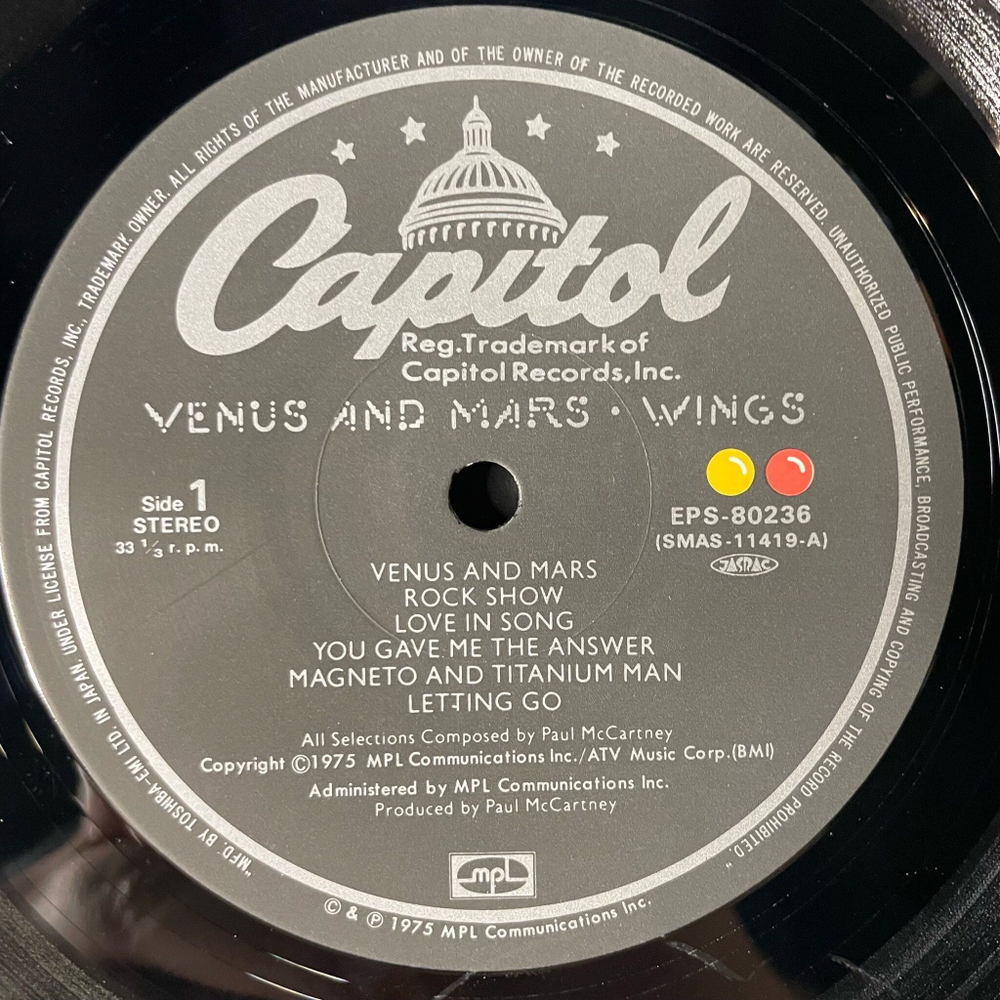 "MFD. BY TOSHIBA-EMI LTD. IN JAPAN. UNDER LICENSE FROM CAPITOL RECORDS, INC., TRADEMARK. OWNER. ALL RIGHTS OF THE MANUFACTURER AND OF THE OWNER OF THE RECORDED WORK ARE RESERVED. UNAUTHORIZED PUBLIC PERFORMANCE, BROADCASTING AND COPYING OF THE RECORD PROHIBITED."
Capitol
Reg.Trademark of
Capitol Records,Inc.
VENUS AND MARS · WINGS
Side 1
STEREO
33 1/3 r.p.m.
EPS-80236
(SMAS-11419-A)
JASRAC
VENUS AND MARS
ROCK SHOW
LOVE IN SONG
YOU GAVE ME THE ANSWER
MAGNETO AND TITANIUM MAN
LETTING GO
All Selections Composed by Paul McCartney
Copyright ©1975 MPL Communications Inc./ATV Music Corp.(BMI)
Administered by MPL Communications Inc.
Produced by Paul McCartney
mpl
© & ℗ 1975 MPL Communications Inc.